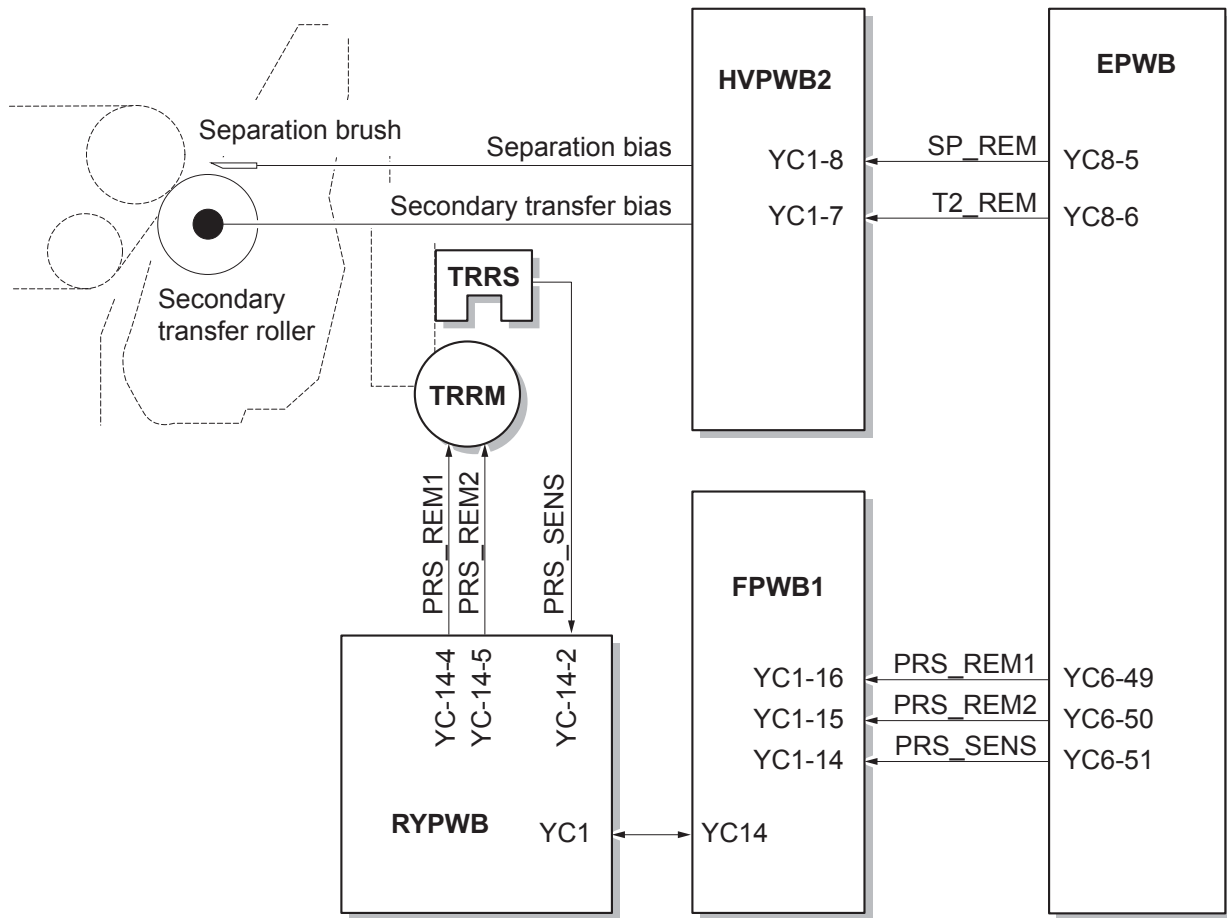 HVPWB2
EPWB
Separation brush
Separation bias
YC1-8
SP_REM
YC8-5
Secondary transfer bias
YC1-7
T2_REM
YC8-6
TRRS
Secondary
transfer roller
TRRM
PRS_REM1
PRS_REM2
PRS_SENS
FPWB1
YC-14-4
YC-14-5
YC-14-2
YC1-16
PRS_REM1
YC6-49
YC1-15
PRS_REM2
YC6-50
YC1-14
PRS_SENS
YC6-51
RYPWB
YC1
YC14